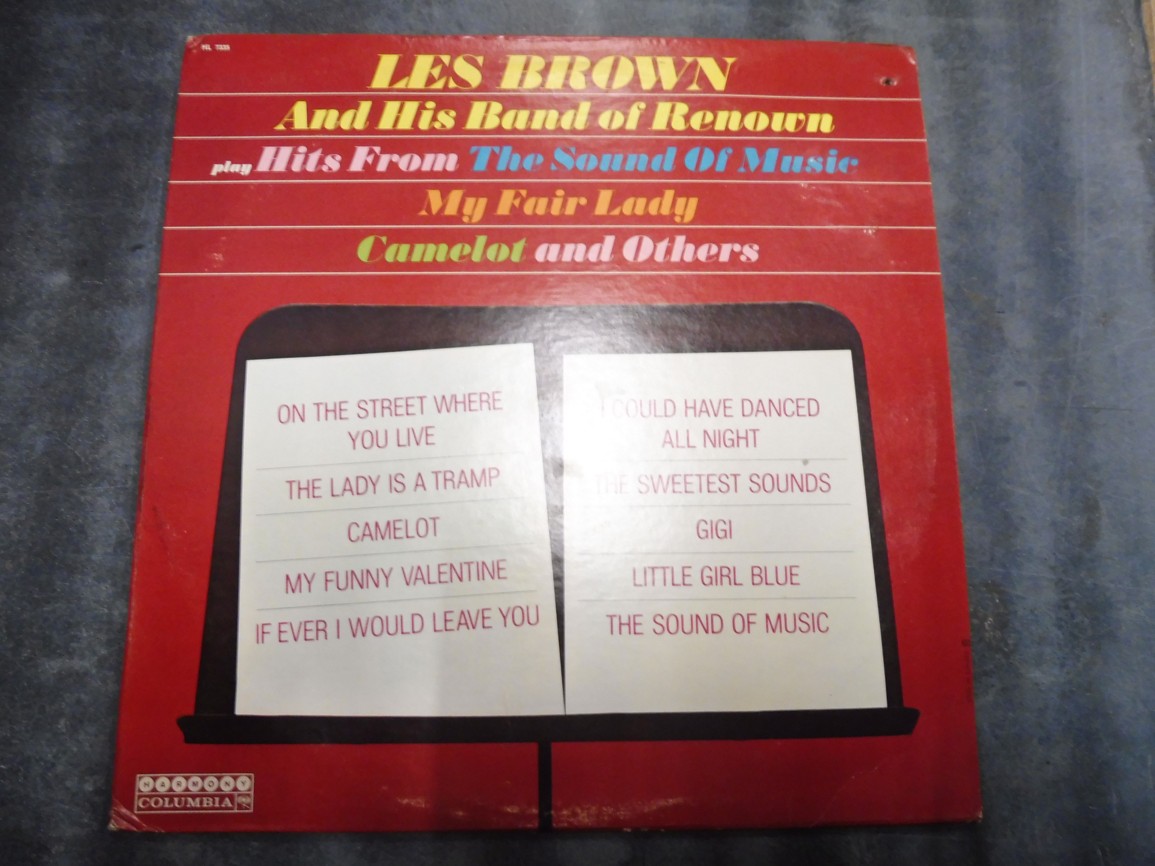 LES BROWN
And His Band of Renown
play Hits From The Sound Of Music
My Fair Lady
Camelot and Others
ON THE STREET WHERE
YOU LIVE
THE LADY IS A TRAMP
CAMELOT
MY FUNNY VALENTINE
IF EVER I WOULD LEAVE YOU
I COULD HAVE DANCED
ALL NIGHT
THE SWEETEST SOUNDS
GIGI
LITTLE GIRL BLUE
THE SOUND OF MUSIC
HARMONY
COLUMBIA